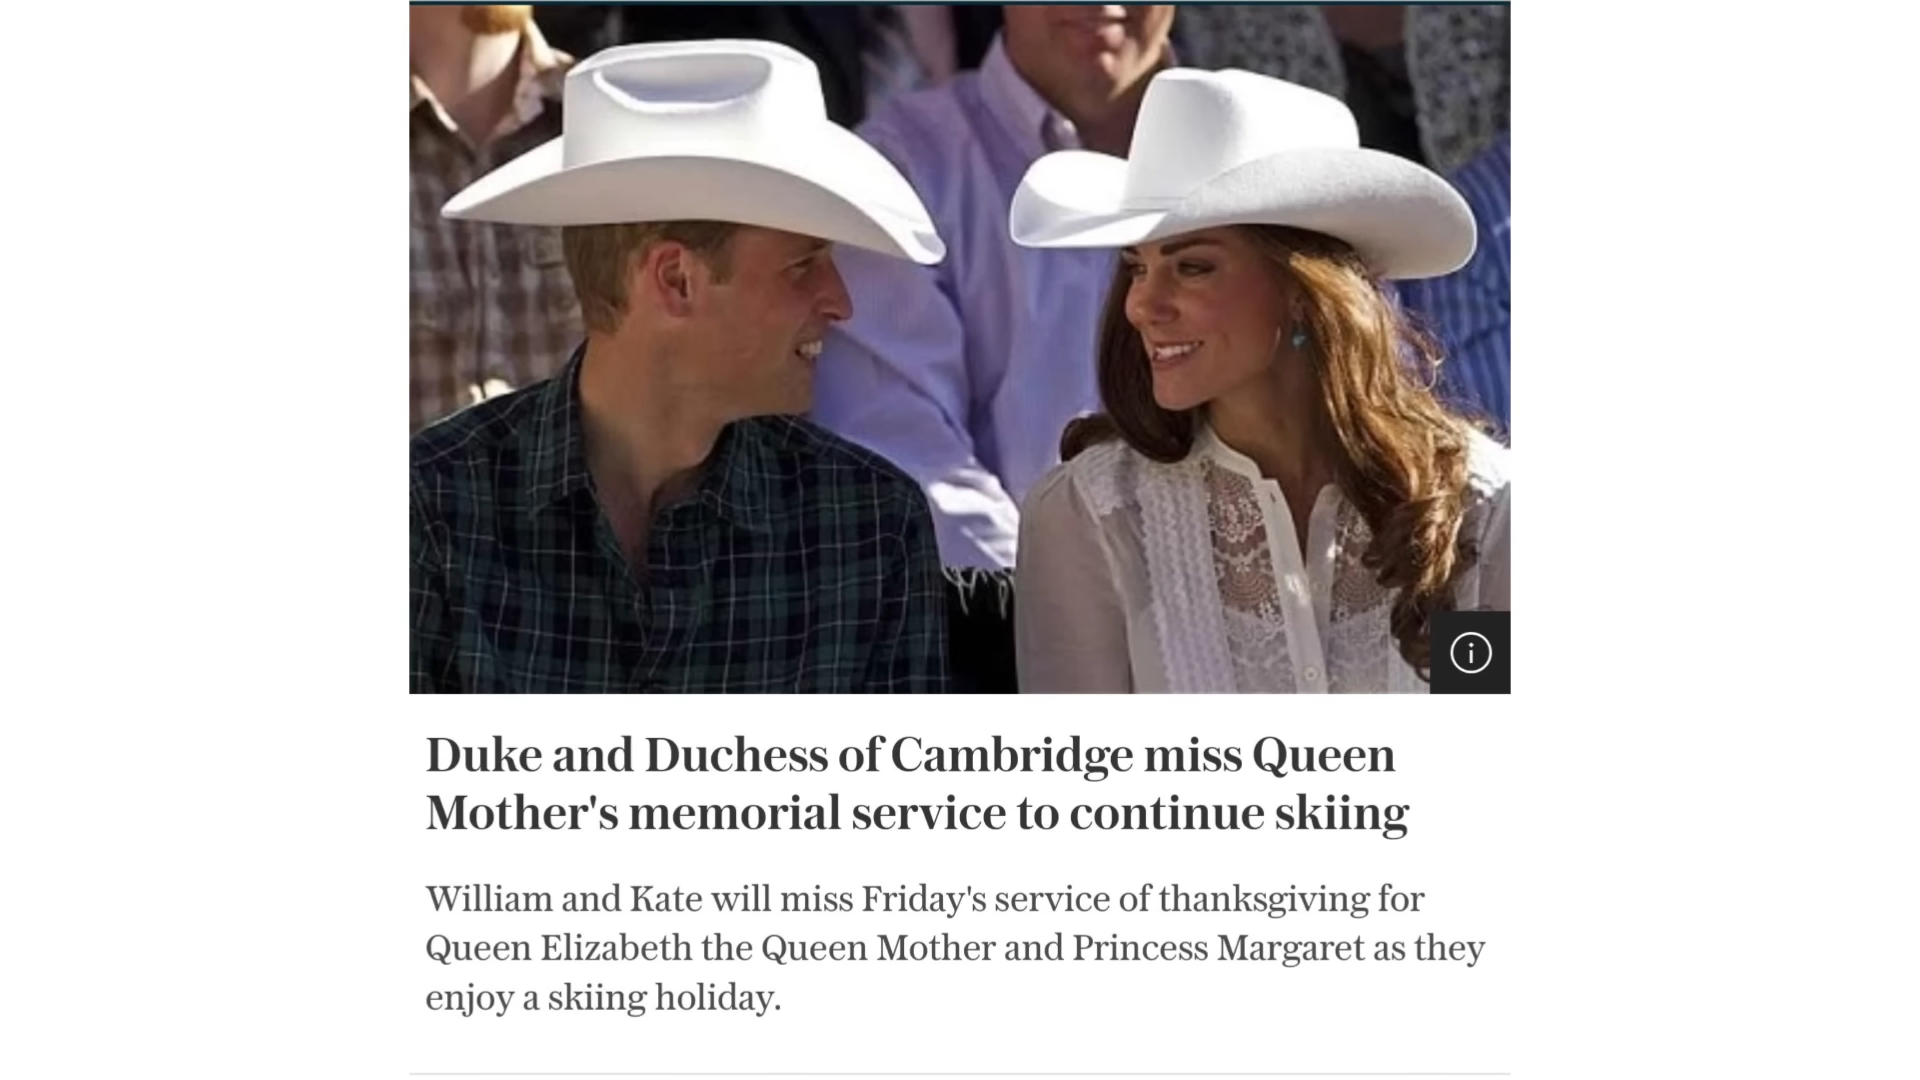 Duke and Duchess of Cambridge miss Queen
Mother's memorial service to continue skiing
William and Kate will miss Friday's service of thanksgiving for
Queen Elizabeth the Queen Mother and Princess Margaret as they
enjoy a skiing holiday.